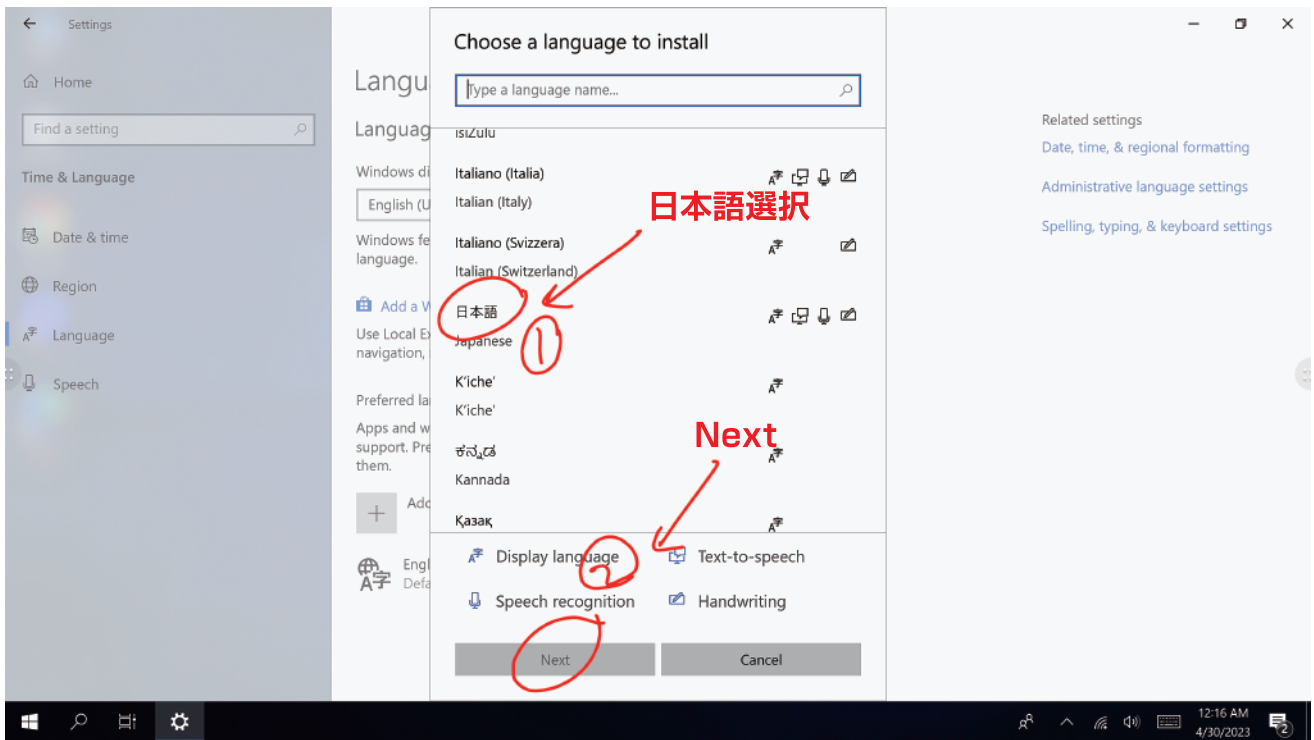 Settings
Home
Find a setting
Time & Language
Date & time
Region
Language
Speech
Langu
Languag
Windows di
English (U
Windows fe
language.
Add a W
Use Local Ex
navigation,
Preferred la
Apps and w
support. Pre
them.
Add
Engl
Defa
Choose a language to install
Type a language name...
isiZulu
Italiano (Italia)
Italian (Italy)
日本語選択
Italiano (Svizzera)
Italian (Switzerland)
日本語
Japanese
1
K'iche'
K'iche'
Next
ಕನ್ನಡ
Kannada
Қазақ
Display language
Text-to-speech
2
Speech recognition
Handwriting
Next
Cancel
Related settings
Date, time, & regional formatting
Administrative language settings
Spelling, typing, & keyboard settings
12:16 AM
4/30/2023
2